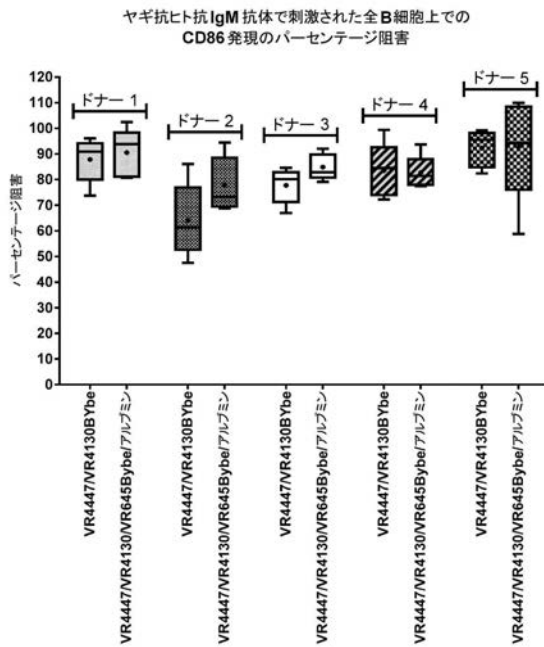 ヤギ抗ヒト抗IgM抗体で刺激された全B細胞上での
CD86発現のパーセンテージ阻害
パーセンテージ阻害
120
110
100
90
80
70
60
50
40
30
20
10
0
ドナー 1
ドナー 2
ドナー 3
ドナー 4
ドナー 5
VR4447/VR4130BYbe
VR4447/VR4130/VR645Bybe/アルブミン
VR4447/VR4130BYbe
VR4447/VR4130/VR645Bybe/アルブミン
VR4447/VR4130BYbe
VR4447/VR4130/VR645Bybe/アルブミン
VR4447/VR4130BYbe
VR4447/VR4130/VR645Bybe/アルブミン
VR4447/VR4130BYbe
VR4447/VR4130/VR645Bybe/アルブミン